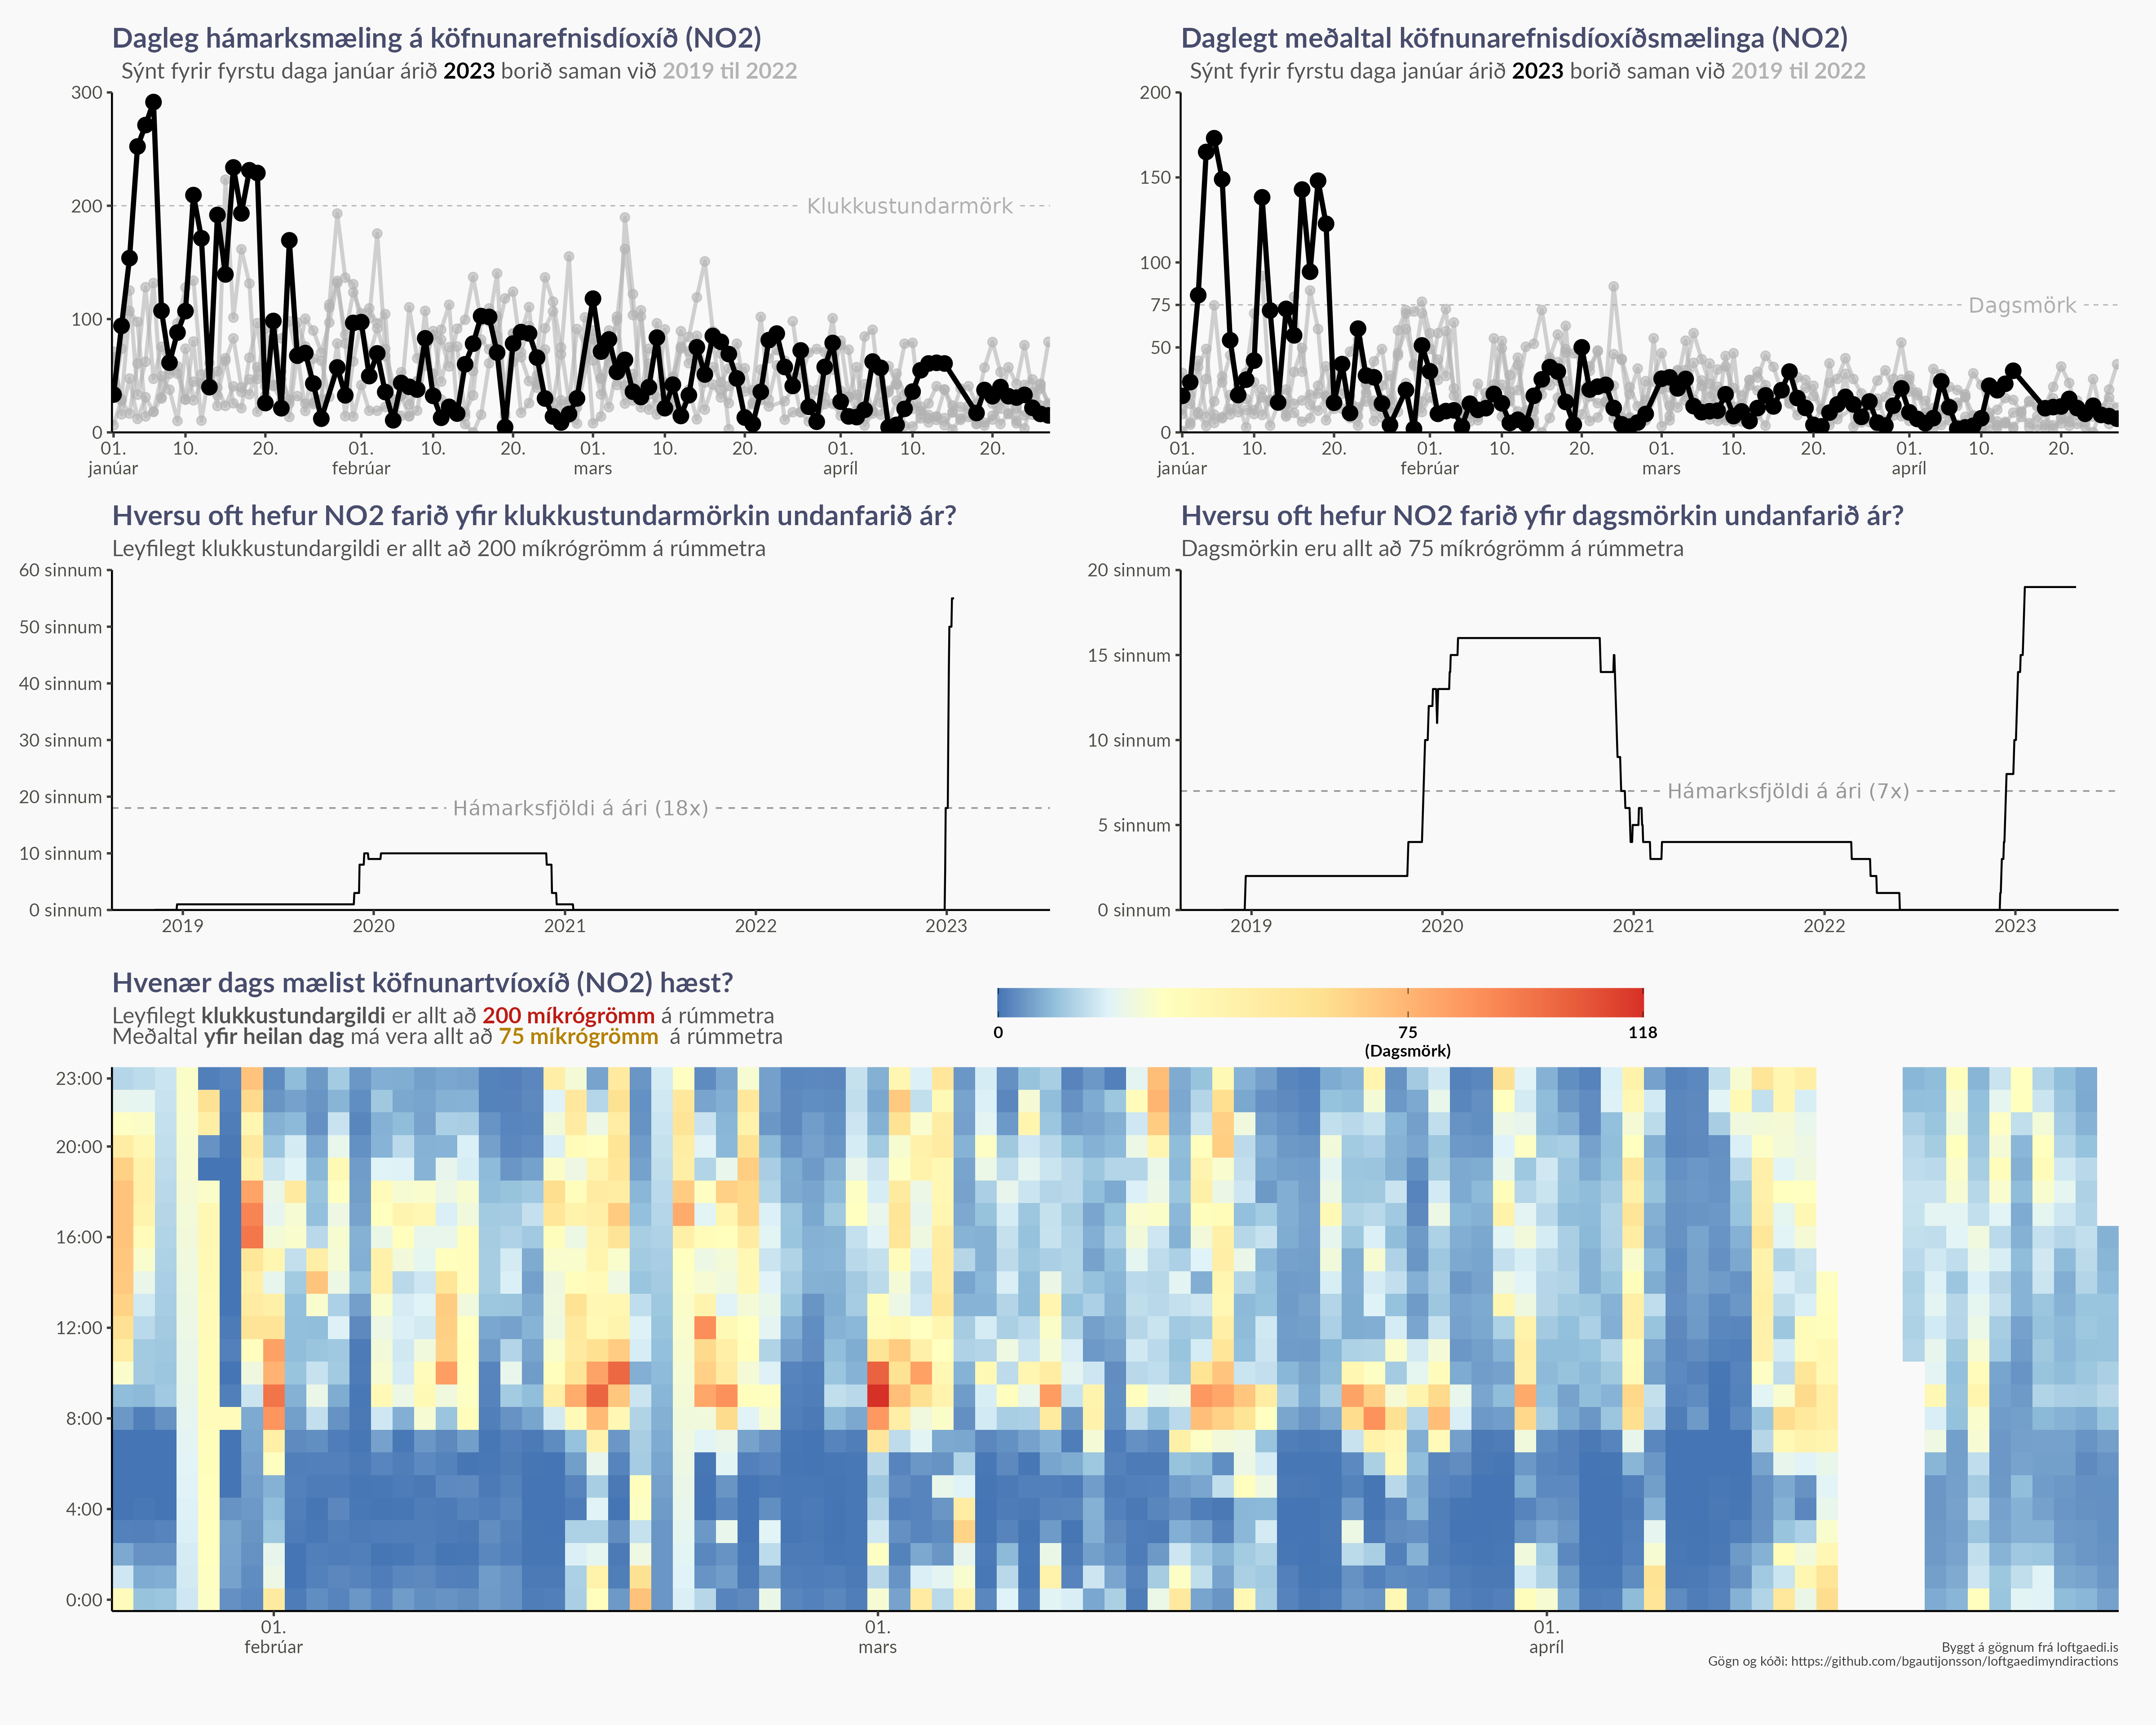 Dagleg hámarksmæling á köfnunarefnisdíoxíð (NO2)
Sýnt fyrir fyrstu daga janúar árið 2023 borið saman við 2019 til 2022
300
200
100
0
Klukkustundarmörk
01. 10. 20. 01. 10. 20. 01. 10. 20. 01. 10. 20.
janúar febrúar mars apríl
Daglegt meðaltal köfnunarefnisdíoxíðsmælinga (NO2)
Sýnt fyrir fyrstu daga janúar árið 2023 borið saman við 2019 til 2022
200
150
100
75
50
0
Dagsmörk
01. 10. 20. 01. 10. 20. 01. 10. 20. 01. 10. 20.
janúar febrúar mars apríl
Hversu oft hefur NO2 farið yfir klukkustundarmörkin undanfarið ár?
Leyfilegt klukkustundargildi er allt að 200 míkrógrömm á rúmmetra
60 sinnum
50 sinnum
40 sinnum
30 sinnum
20 sinnum
10 sinnum
0 sinnum
Hámarksfjöldi á ári (18x)
2019 2020 2021 2022 2023
Hversu oft hefur NO2 farið yfir dagsmörkin undanfarið ár?
Dagsmörkin eru allt að 75 míkrógrömm á rúmmetra
20 sinnum
15 sinnum
10 sinnum
5 sinnum
0 sinnum
Hámarksfjöldi á ári (7x)
2019 2020 2021 2022 2023
Hvenær dags mælist köfnunartvíoxíð (NO2) hæst?
Leyfilegt klukkustundargildi er allt að 200 míkrógrömm á rúmmetra
Meðaltal yfir heilan dag má vera allt að 75 míkrógrömm á rúmmetra
0 75 118
(Dagsmörk)
23:00
20:00
16:00
12:00
8:00
4:00
0:00
01. 01. 01.
febrúar mars apríl
Byggt á gögnum frá loftgaedi.is
Gögn og kóði: https://github.com/bgautijonsson/loftgaedimyndiractions